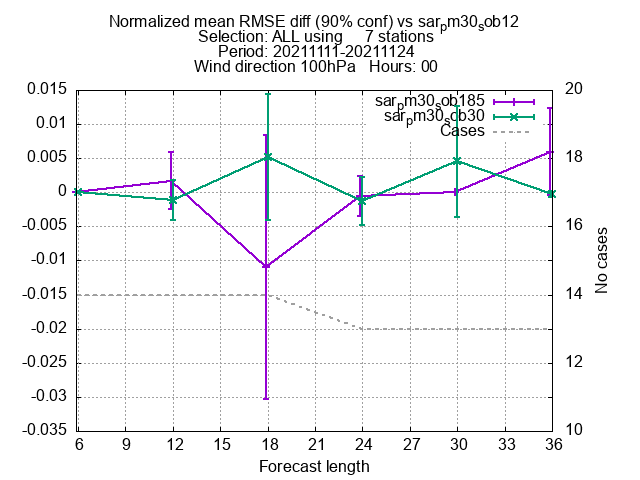 Normalized mean RMSE diff (90% conf) vs sarpm30sob12
Selection: ALL using     7 stations
Period: 20211111-20211124
Wind direction 100hPa   Hours: 00
sarpm30sob185
sarpm30sob30
Cases
0.015
0.01
0.005
0
-0.005
-0.01
-0.015
-0.02
-0.025
-0.03
-0.035
20
18
16
14
12
10
No cases
6 9 12 15 18 21 24 27 30 33 36
Forecast length